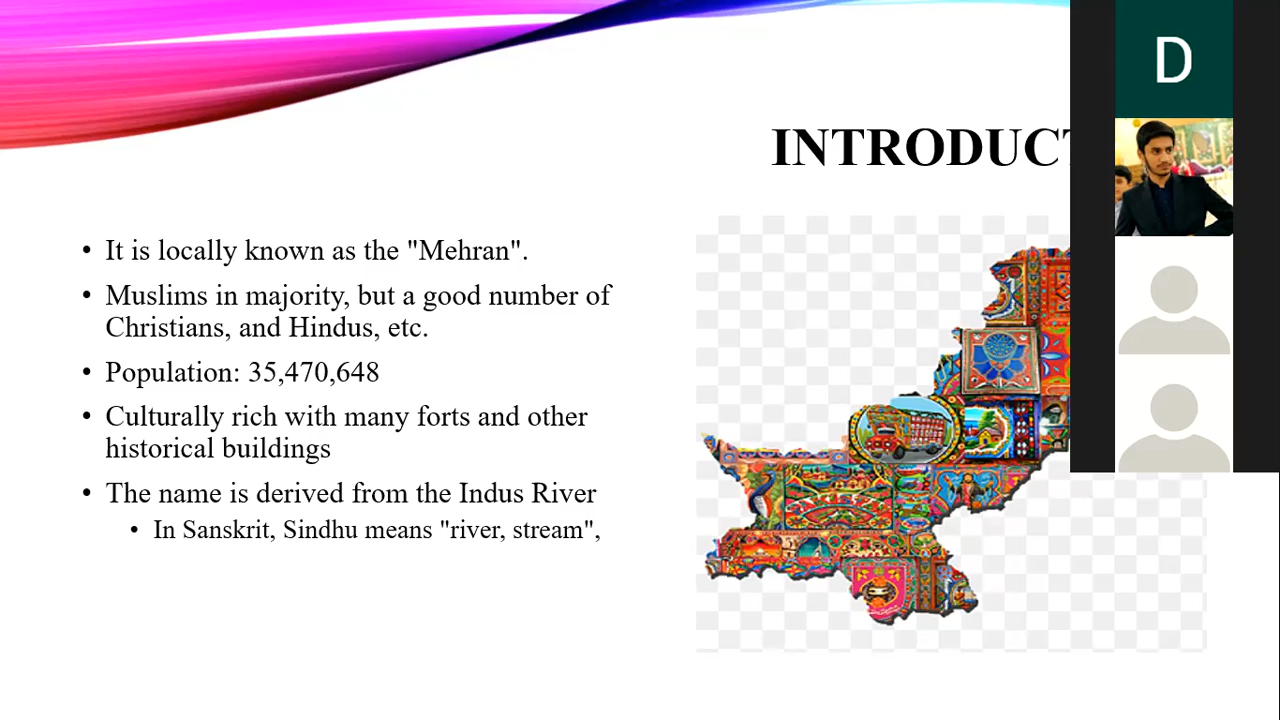 D
INTRODUCT
• It is locally known as the "Mehran".
• Muslims in majority, but a good number of
Christians, and Hindus, etc.
• Population: 35,470,648
• Culturally rich with many forts and other
historical buildings
• The name is derived from the Indus River
• In Sanskrit, Sindhu means "river, stream",